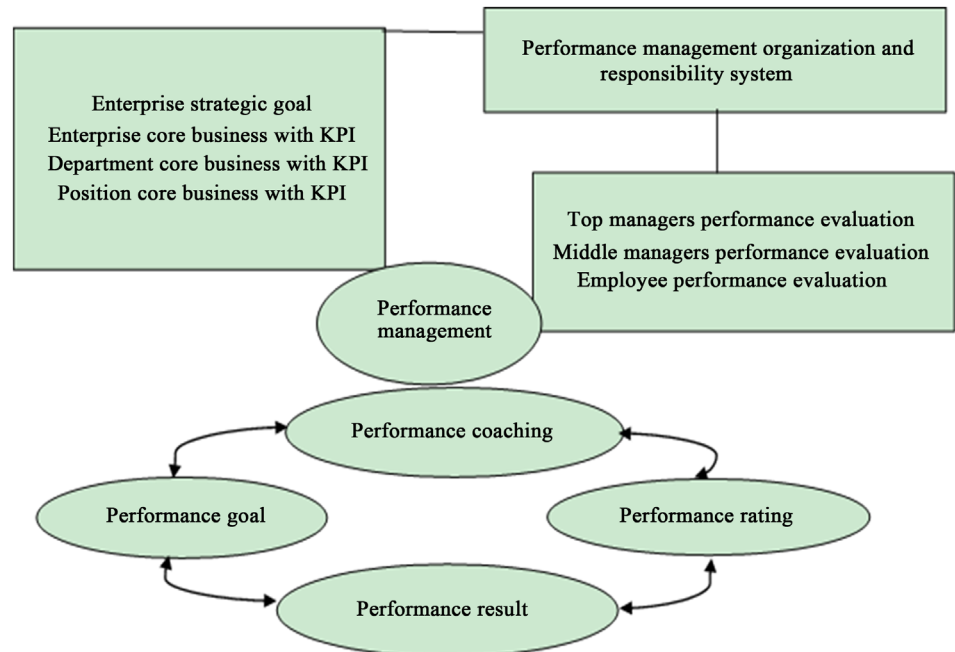 Performance management organization and
responsibility system
Enterprise strategic goal
Enterprise core business with KPI
Department core business with KPI
Position core business with KPI
Top managers performance evaluation
Middle managers performance evaluation
Employee performance evaluation
Performance
management
Performance coaching
Performance goal
Performance rating
Performance result